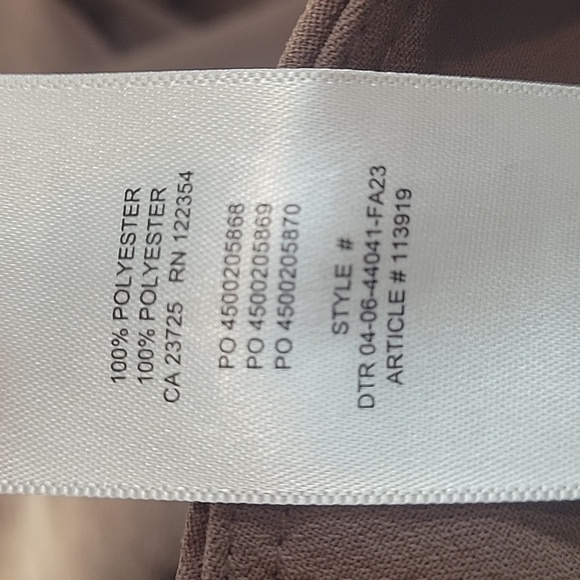 100% POLYESTER
100% POLYESTER
CA 23725 RN 122354
PO 4500205868
PO 4500205869
PO 4500205870
STYLE #
DTR 04-06-44041-FA23
ARTICLE # 113919